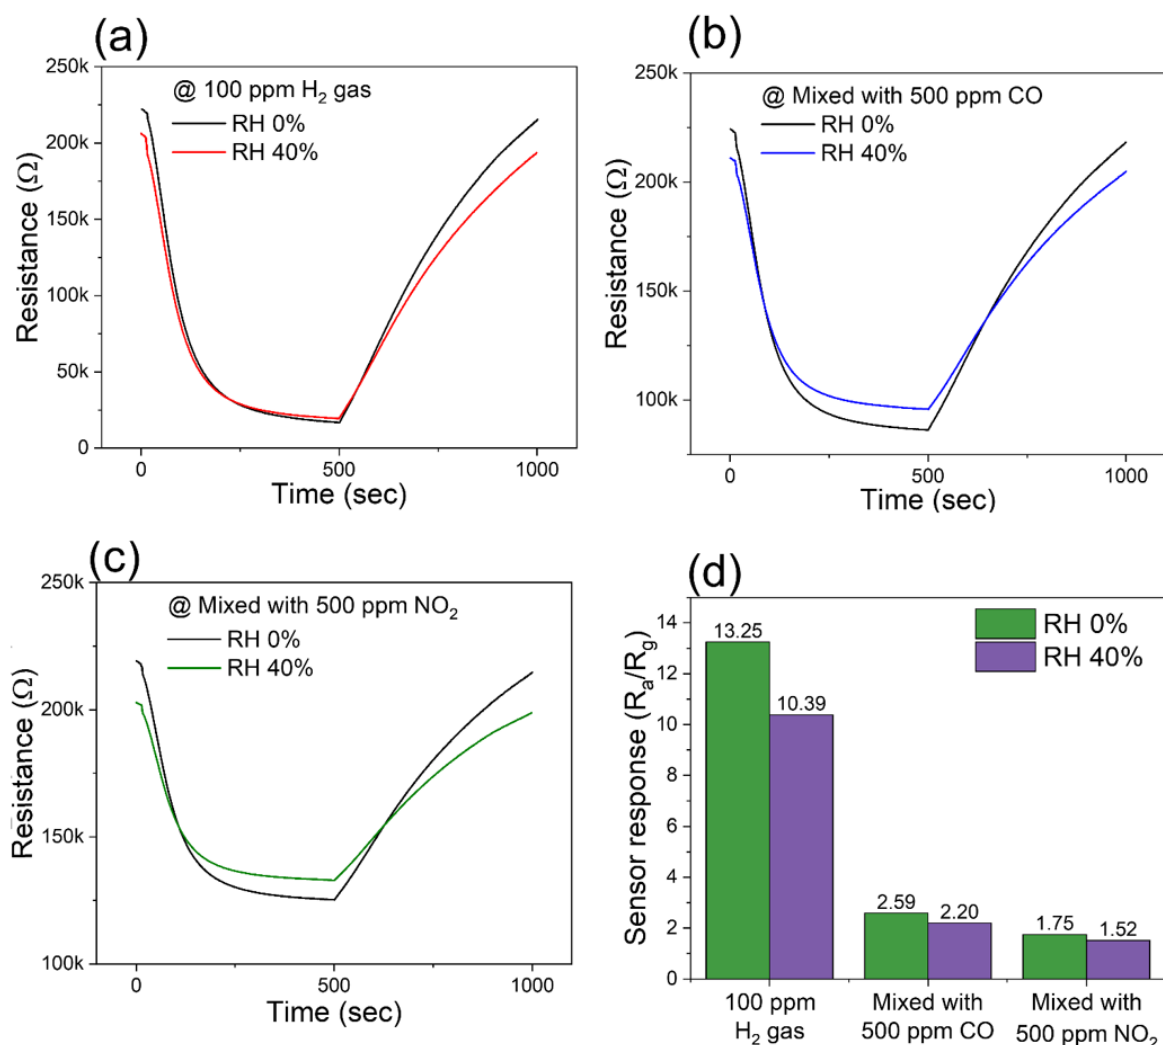 (a)
250k
200k
150k
100k
50k
0
Resistance (Ω)
@ 100 ppm H₂ gas
RH 0%
RH 40%
0
500
1000
Time (sec)
(b)
250k
200k
150k
100k
Resistance (Ω)
@ Mixed with 500 ppm CO
RH 0%
RH 40%
0
500
1000
Time (sec)
(c)
250k
200k
150k
100k
Resistance (Ω)
@ Mixed with 500 ppm NO₂
RH 0%
RH 40%
0
500
1000
Time (sec)
(d)
14
12
10
8
6
4
2
0
Sensor response (Rₐ/R_g)
RH 0%
RH 40%
13.25
10.39
2.59
2.20
1.75
1.52
100 ppm
H₂ gas
Mixed with
500 ppm CO
Mixed with
500 ppm NO₂